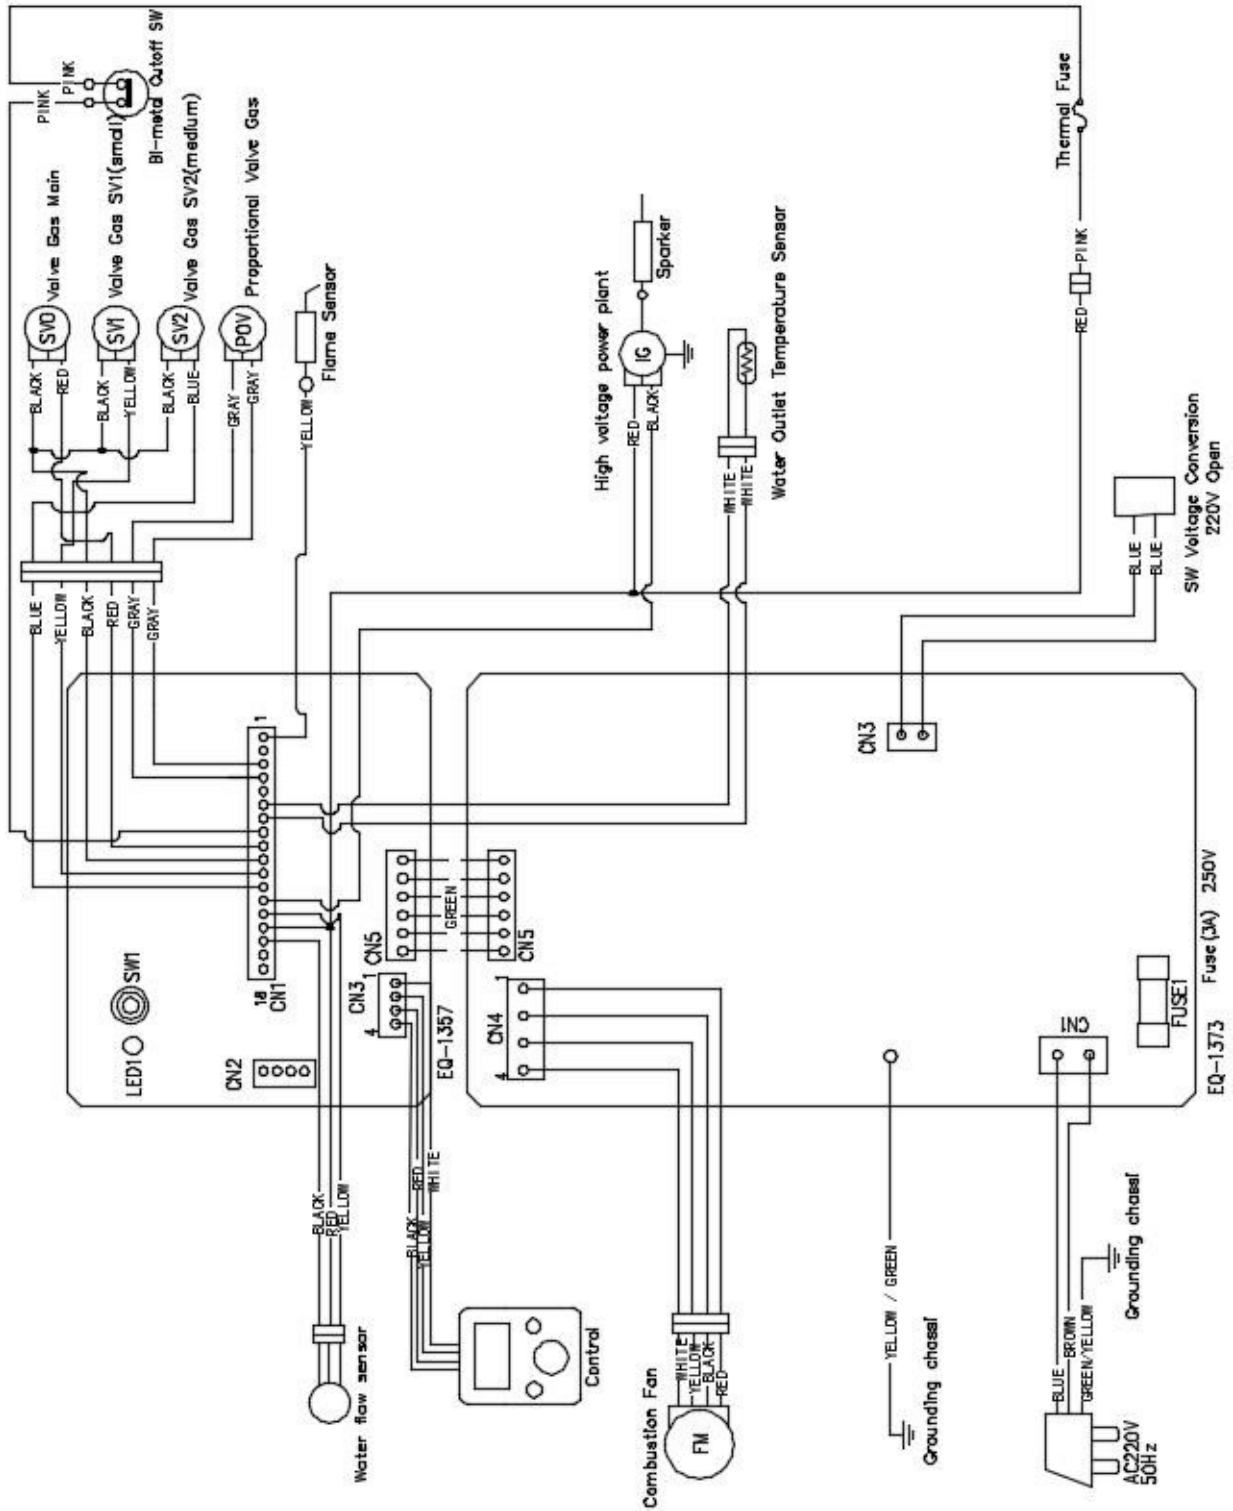 PINK
PINK
Bi-metal Cutoff SW
SV0
Valve Gas Main
BLACK
RED
SV1
Valve Gas SV1(small)
BLACK
YELLOW
SV2
Valve Gas SV2(medium)
BLACK
BLUE
POV
Proportional Valve Gas
GRAY
GRAY
YELLOW
Flame Sensor
BLUE
YELLOW
BLACK
RED
GRAY
GRAY
High voltage power plant
RED
BLACK
IG
Sparker
WHITE
WHITE
Water Outlet Temperature Sensor
Thermal Fuse
RED
PINK
BLUE
BLUE
SW Voltage Conversion
220V Open
LED1
SW1
CN2
18
1
CN1
CN3
4
1
CN5
EQ-1357
GREEN
CN5
CN4
4
1
CN3
CN1
FUSE1
EQ-1373
Fuse(3A) 250V
BLACK
RED
YELLOW
Water flaw sensor
BLACK
RED
YELLOW
WHITE
Control
Combustion Fan
FM
WHITE
YELLOW
BLACK
RED
YELLOW / GREEN
Grounding chassi
BLUE
BROWN
GREEN/YELLOW
Grounding chassi
AC220V
50Hz